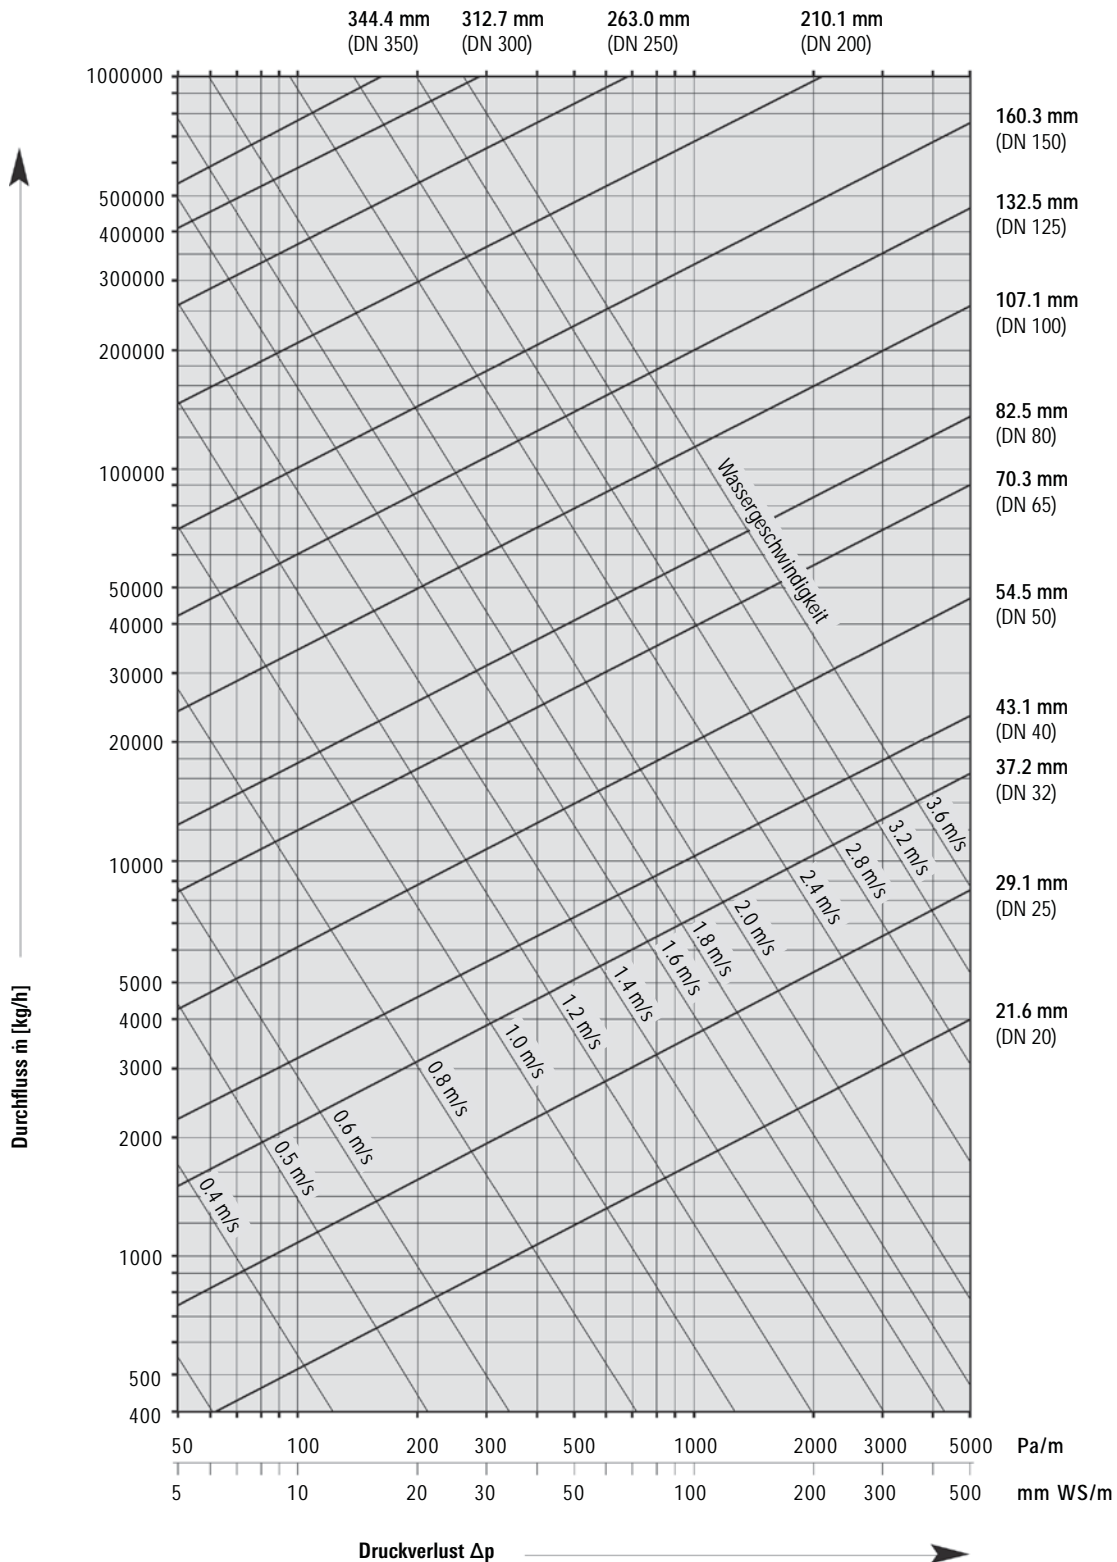 344.4 mm 312.7 mm 263.0 mm 210.1 mm
(DN 350) (DN 300) (DN 250) (DN 200)
1000000
160.3 mm
(DN 150)
500000
132.5 mm
400000
(DN 125)
300000
107.1 mm
(DN 100)
200000
82.5 mm
(DN 80)
100000
70.3 mm
(DN 65)
Wassergeschwindigkeit
50000
54.5 mm
40000
(DN 50)
30000
43.1 mm
20000
(DN 40)
37.2 mm
(DN 32)
10000
29.1 mm
(DN 25)
5000
4000
21.6 mm
(DN 20)
3000
2000
1000
500
400
0.4 m/s
0.5 m/s
0.6 m/s
0.8 m/s
1.0 m/s
1.2 m/s
1.4 m/s
1.6 m/s
1.8 m/s
2.0 m/s
2.4 m/s
2.8 m/s
3.2 m/s
3.6 m/s
Durchfluss ṁ [kg/h]
50 100 200 300 500 1000 2000 3000 5000 Pa/m
5 10 20 30 50 100 200 300 500 mm WS/m
Druckverlust Δp